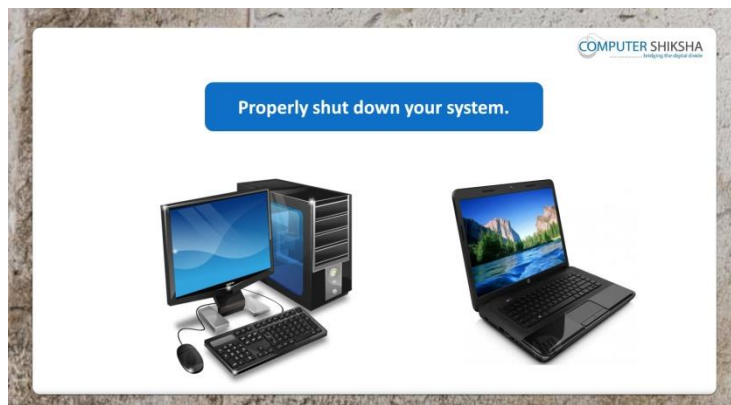 COMPUTER SHIKSHA
bridging the digital divide
Properly shut down your system.